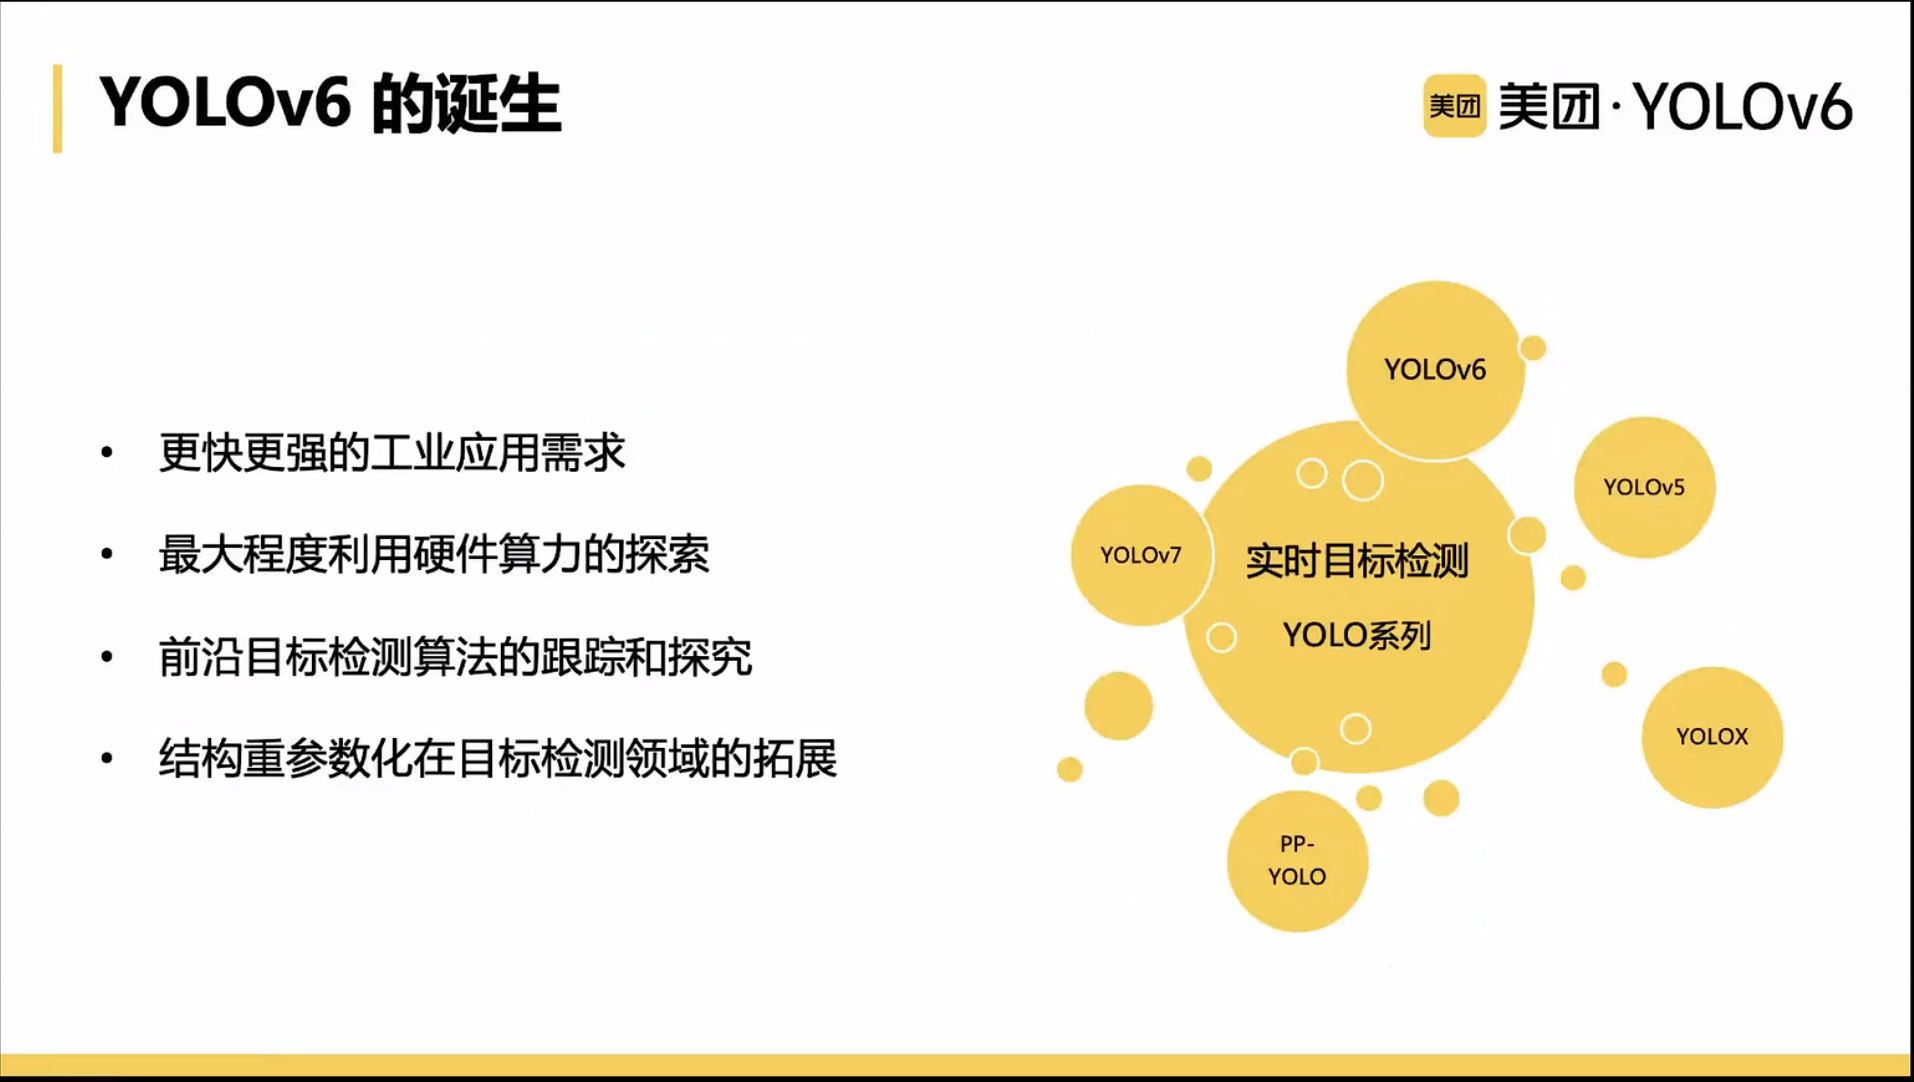 YOLOv6 的诞生
美团 美团·YOLOv6
• 更快更强的工业应用需求
• 最大程度利用硬件算力的探索
• 前沿目标检测算法的跟踪和探究
• 结构重参数化在目标检测领域的拓展
YOLOv6
YOLOv5
YOLOv7
实时目标检测
YOLO系列
YOLOX
PP-
YOLO